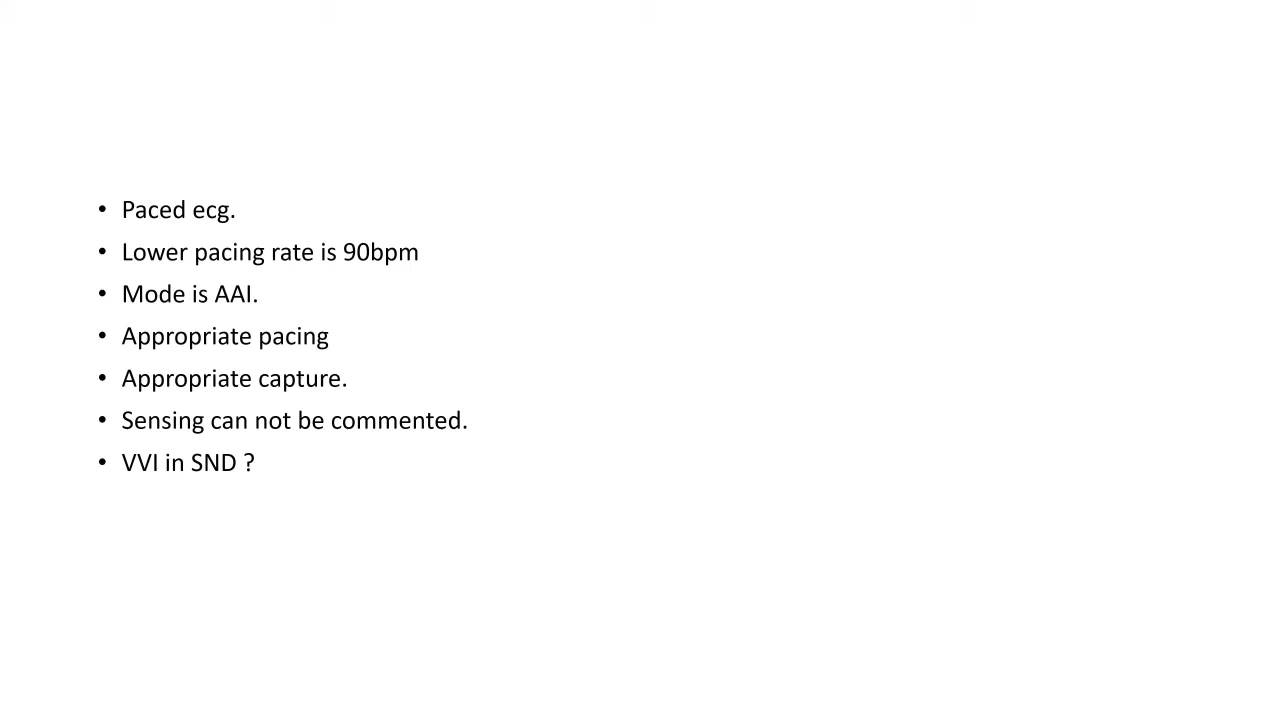 • Paced ecg.
• Lower pacing rate is 90bpm
• Mode is AAI.
• Appropriate pacing
• Appropriate capture.
• Sensing can not be commented.
• VVI in SND ?